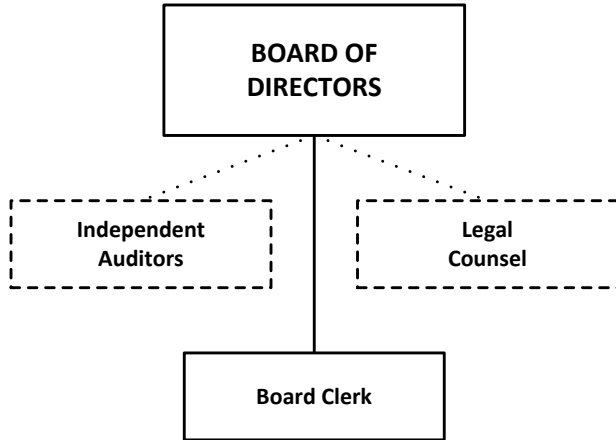 BOARD OF
DIRECTORS
Independent
Auditors
Legal
Counsel
Board Clerk